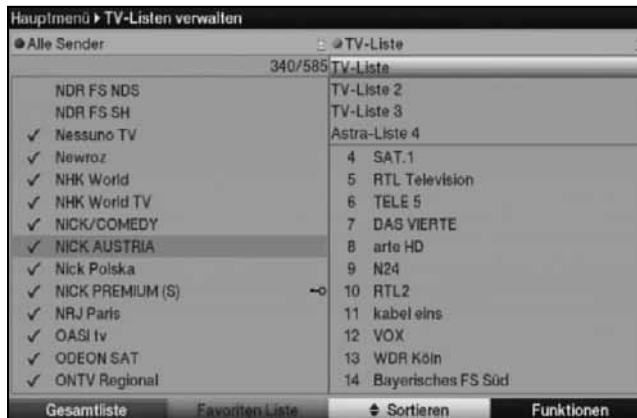 Hauptmenü ▸ TV-Listen verwalten
Alle Sender
340/585
NDR FS NDS
NDR FS SH
✓ Nessuno TV
✓ Newroz
✓ NHK World
✓ NHK World TV
✓ NICK/COMEDY
✓ NICK AUSTRIA
✓ Nick Polska
✓ NICK PREMIUM (S)
✓ NRJ Paris
✓ OASI tv
✓ ODEON SAT
✓ ONTV Regional
TV-Liste
TV-Liste
TV-Liste 2
TV-Liste 3
Astra-Liste 4
4 SAT.1
5 RTL Television
6 TELE 5
7 DAS VIERTE
8 arte HD
9 N24
10 RTL2
11 kabel eins
12 VOX
13 WDR Köln
14 Bayerisches FS Süd
Gesamtliste Favoriten Liste Sortieren Funktionen